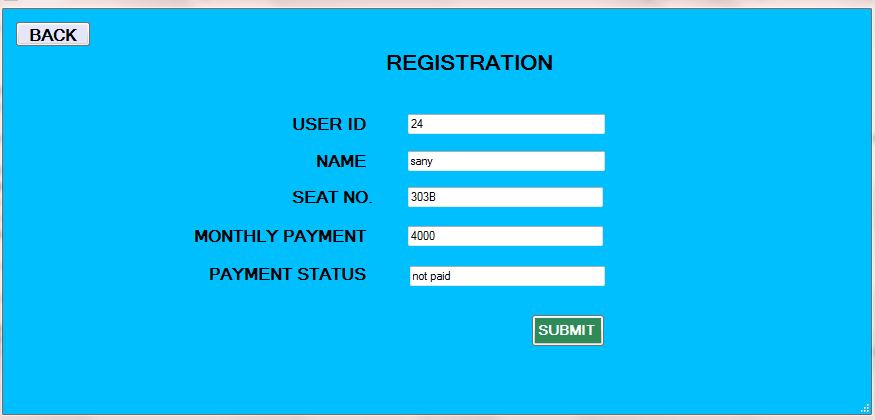 BACK
REGISTRATION
USER ID 24
NAME sany
SEAT NO. 303B
MONTHLY PAYMENT 4000
PAYMENT STATUS not paid
SUBMIT